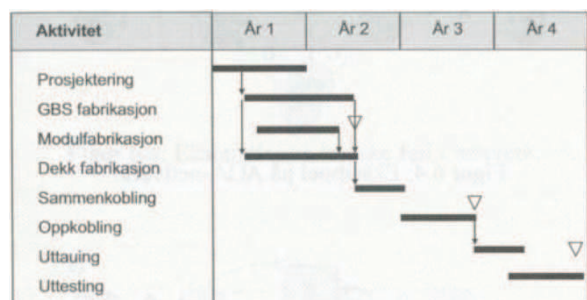 Aktivitet År 1 År 2 År 3 År 4
Prosjektering
GBS fabrikasjon
Modulfabrikasjon
Dekk fabrikasjon
Sammenkobling
Oppkobling
Uttauing
Uttesting